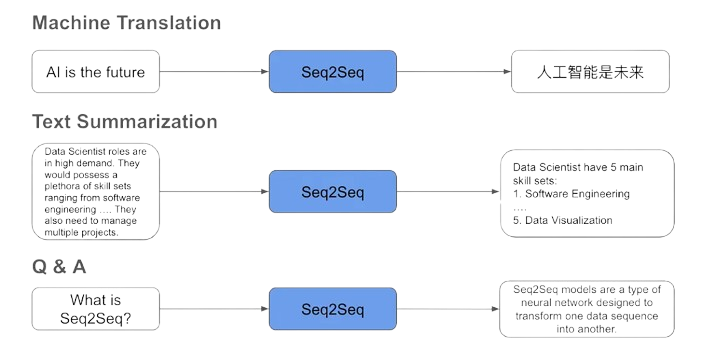 Machine Translation
AI is the future
Seq2Seq
人工智能是未来
Text Summarization
Data Scientist roles are
in high demand. They
would possess a
plethora of skill sets
ranging from software
engineering …. They
also need to manage
multiple projects.
Seq2Seq
Data Scientist have 5 main
skill sets:
1. Software Engineering
….
5. Data Visualization
Q & A
What is
Seq2Seq?
Seq2Seq
Seq2Seq models are a type of
neural network designed to
transform one data sequence
into another.